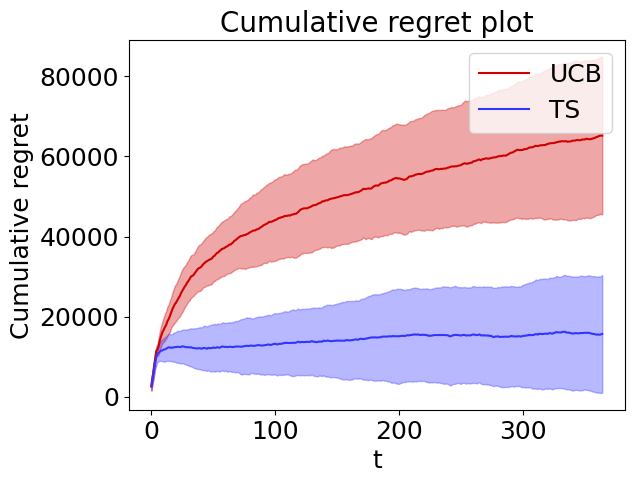 Cumulative regret plot
UCB
TS
Cumulative regret
80000
60000
40000
20000
0
0 100 200 300
t